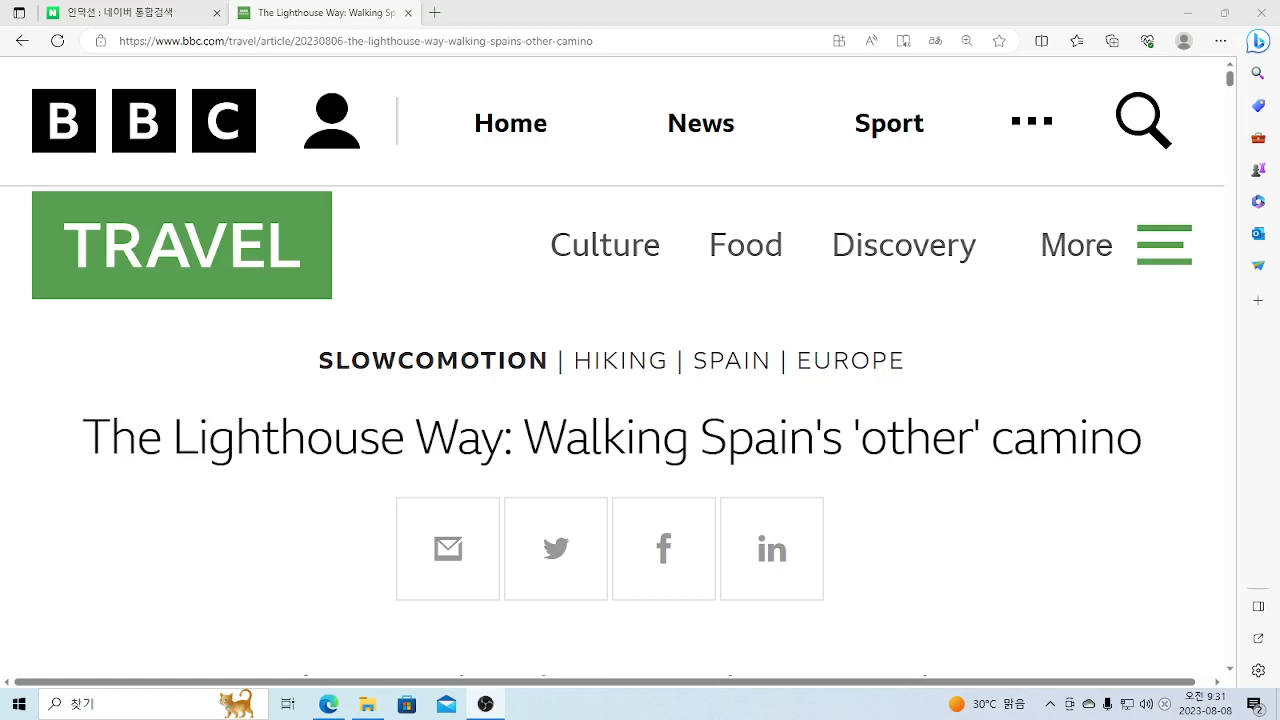 인덕션 : 네이버 통합검색
The Lighthouse Way: Walking Sp
https://www.bbc.com/travel/article/20230806-the-lighthouse-way-walking-spains-other-camino
BBC
Home
News
Sport
TRAVEL
Culture
Food
Discovery
More
SLOWCOMOTION | HIKING | SPAIN | EUROPE
The Lighthouse Way: Walking Spain's 'other' camino
찾기
30°C 맑음
오전 9:31
2023-08-08
2